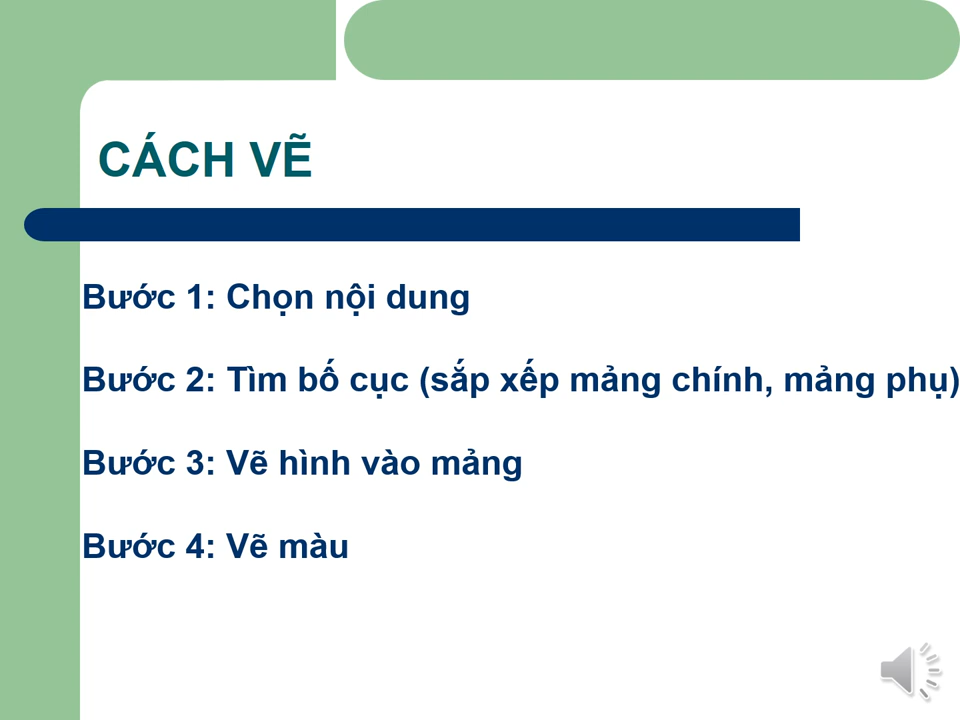 CÁCH VẼ
Bước 1: Chọn nội dung
Bước 2: Tìm bố cục (sắp xếp mảng chính, mảng phụ)
Bước 3: Vẽ hình vào mảng
Bước 4: Vẽ màu